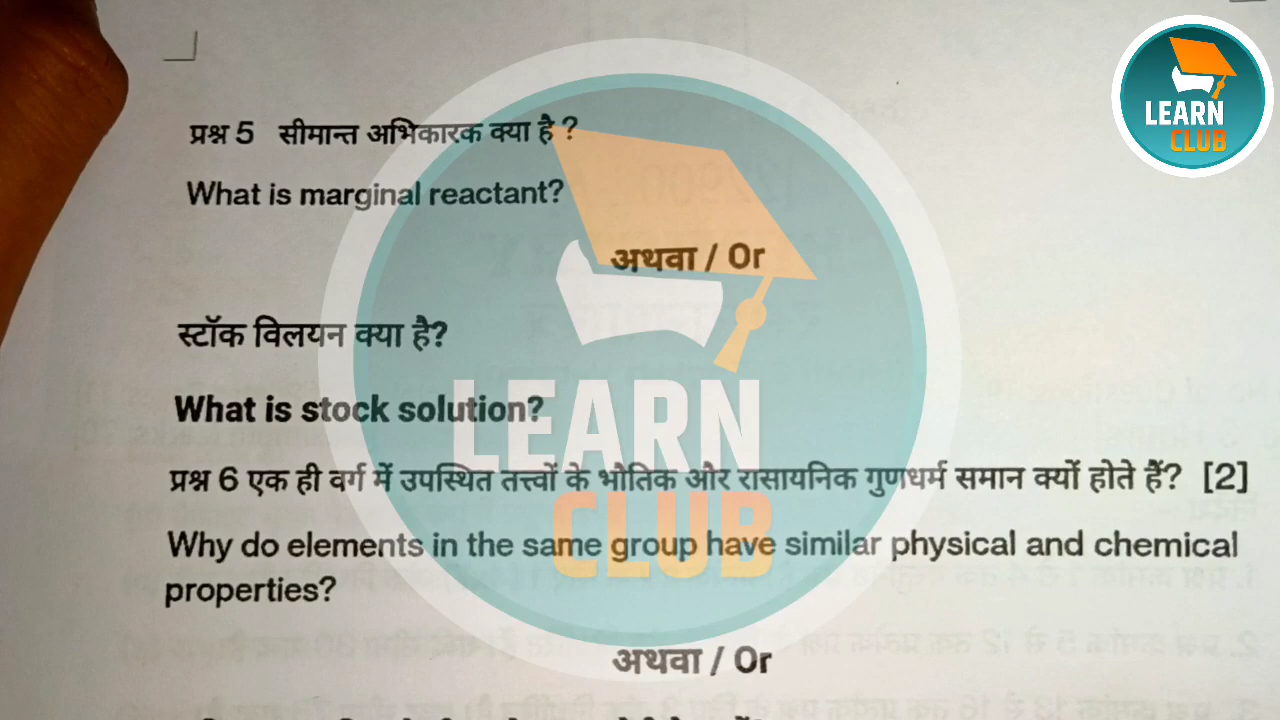 LEARN
CLUB
प्रश्न 5 सीमान्त अभिकारक क्या है ?
What is marginal reactant?
अथवा / Or
स्टॉक विलयन क्या है?
What is stock solution?
LEARN
CLUB
प्रश्न 6 एक ही वर्ग में उपस्थित तत्त्वों के भौतिक और रासायनिक गुणधर्म समान क्यों होते हैं? [2]
Why do elements in the same group have similar physical and chemical
properties?
अथवा / Or